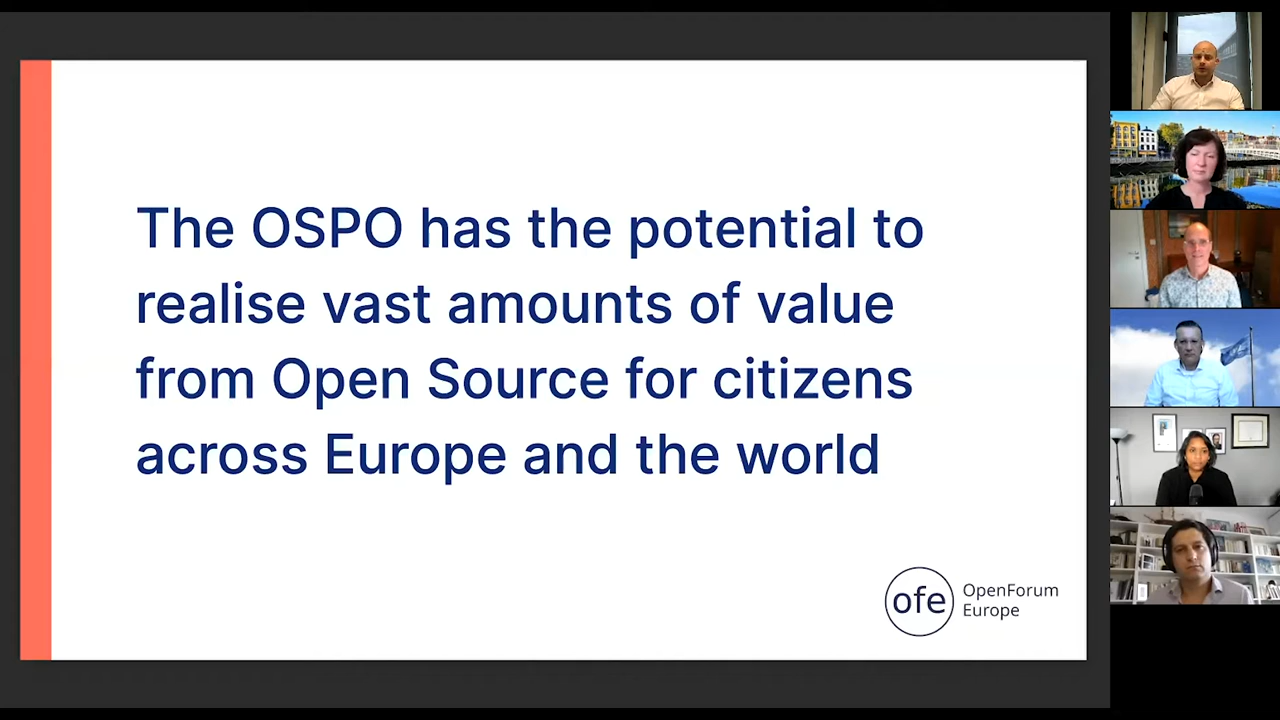 The OSPO has the potential to
realise vast amounts of value
from Open Source for citizens
across Europe and the world
ofe
OpenForum
Europe